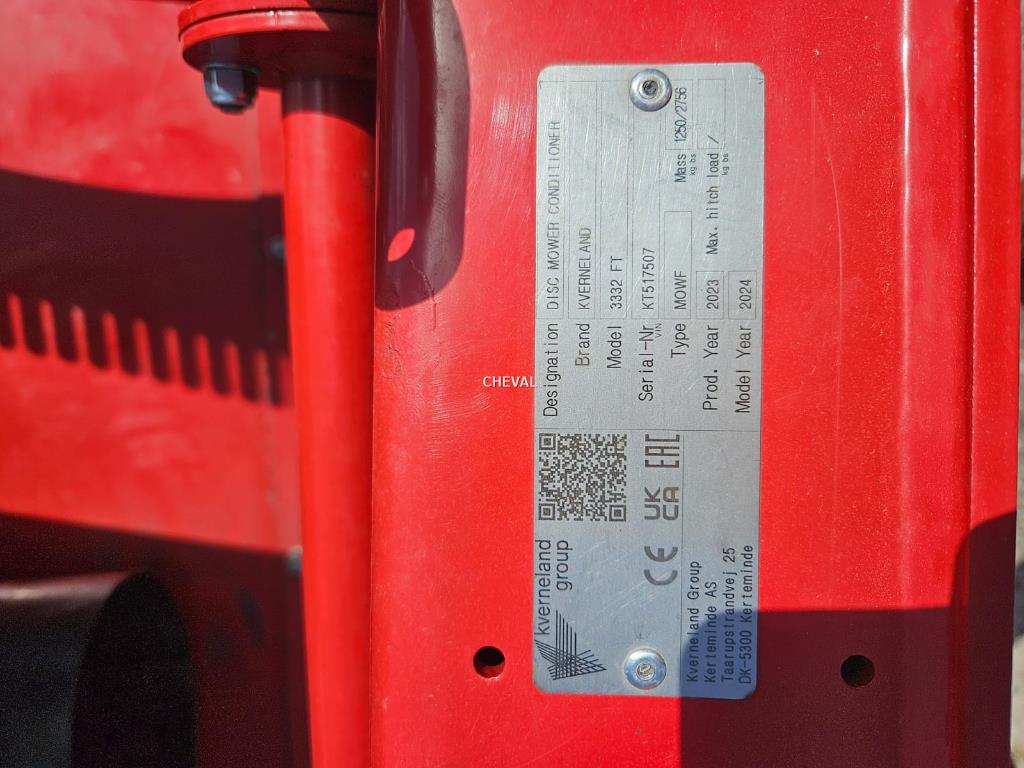 kverneland
group
CE UK
CA EAC
Kverneland Group
Kerteminde AS
Taarupstrandvej 25
DK-5300 Kerteminde
Designation DISC MOWER CONDITIONER
Brand KVERNELAND
Model 3332 FT
Serial-Nr KT517507
VIN
Type MOWF Mass 1250/2756
kg lbs
Prod. Year 2023 Max. hitch load /
kg lbs
Model Year 2024
CHEVAL